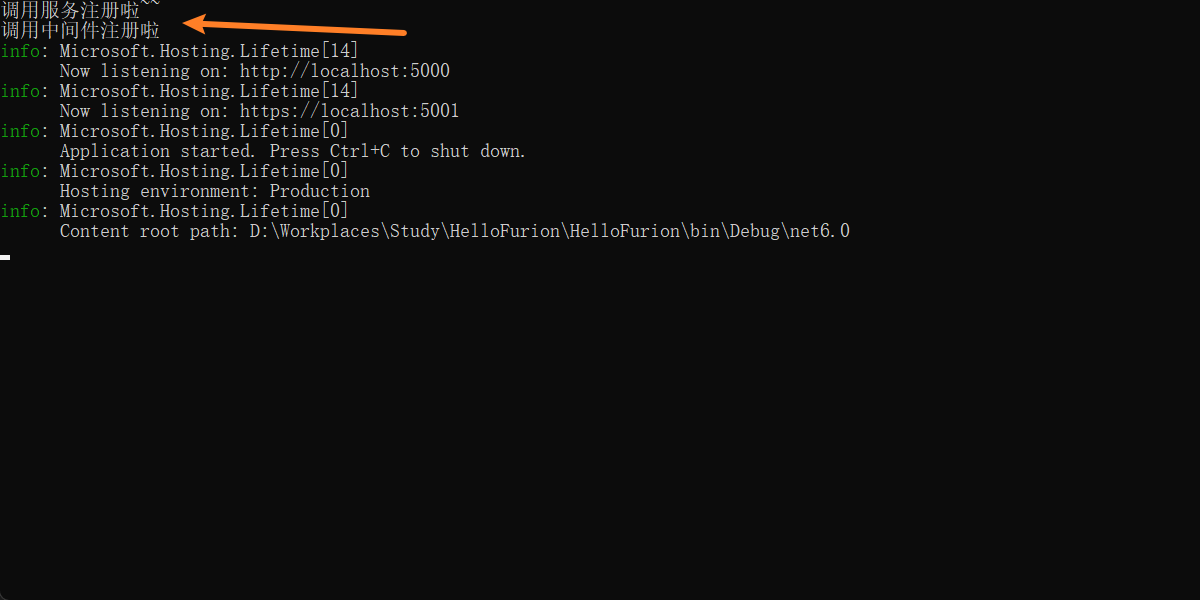 调用服务注册啦~~
调用中间件注册啦
info: Microsoft.Hosting.Lifetime[14]
Now listening on: http://localhost:5000
info: Microsoft.Hosting.Lifetime[14]
Now listening on: https://localhost:5001
info: Microsoft.Hosting.Lifetime[0]
Application started. Press Ctrl+C to shut down.
info: Microsoft.Hosting.Lifetime[0]
Hosting environment: Production
info: Microsoft.Hosting.Lifetime[0]
Content root path: D:\Workplaces\Study\HelloFurion\HelloFurion\bin\Debug\net6.0